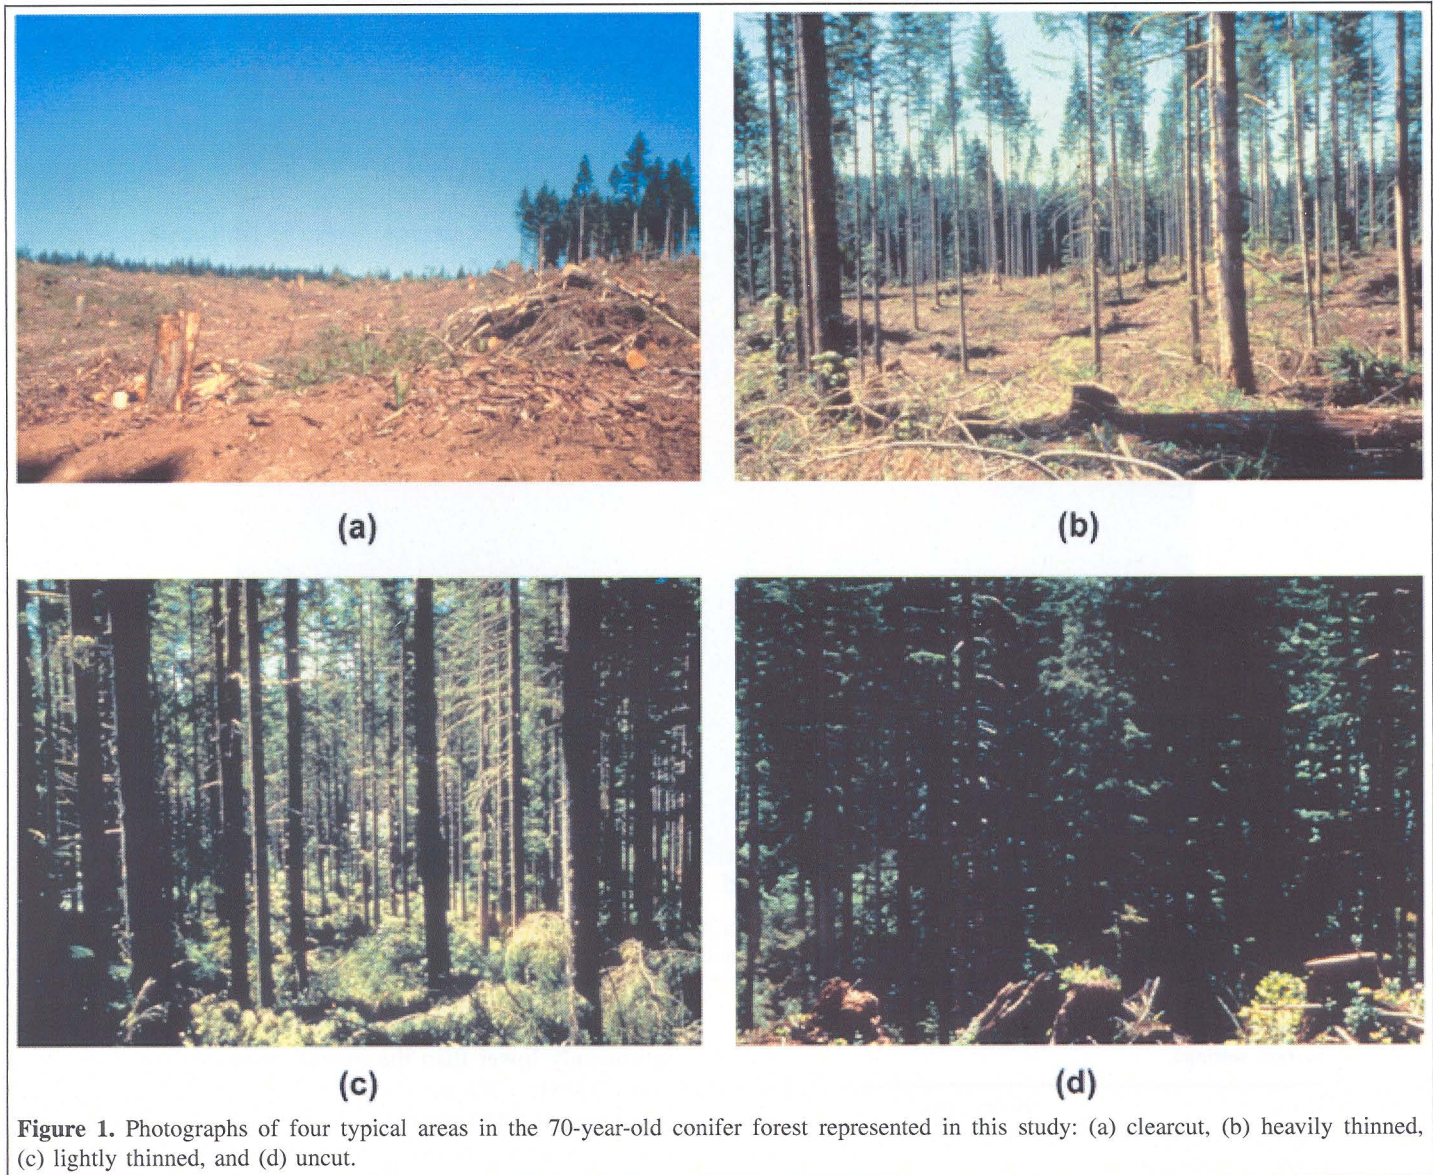 (a)
(b)
(c)
(d)
Figure 1. Photographs of four typical areas in the 70-year-old conifer forest represented in this study: (a) clearcut, (b) heavily thinned,
(c) lightly thinned, and (d) uncut.